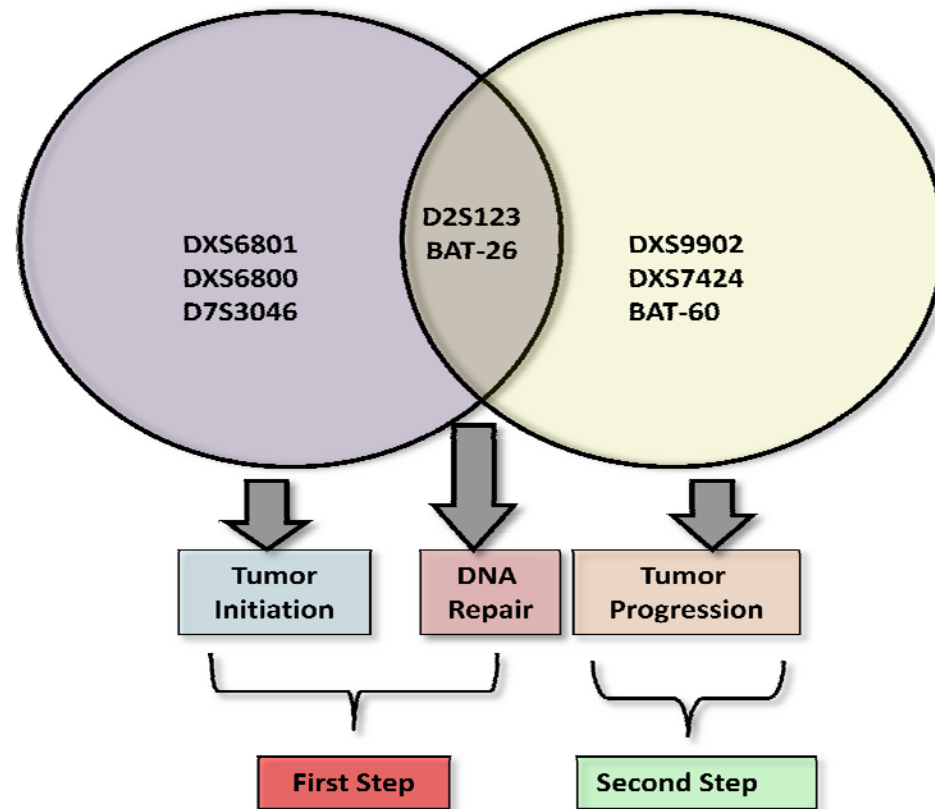 DXS6801
DXS6800
D7S3046
D2S123
BAT-26
DXS9902
DXS7424
BAT-60
Tumor
Initiation
DNA
Repair
Tumor
Progression
First Step
Second Step